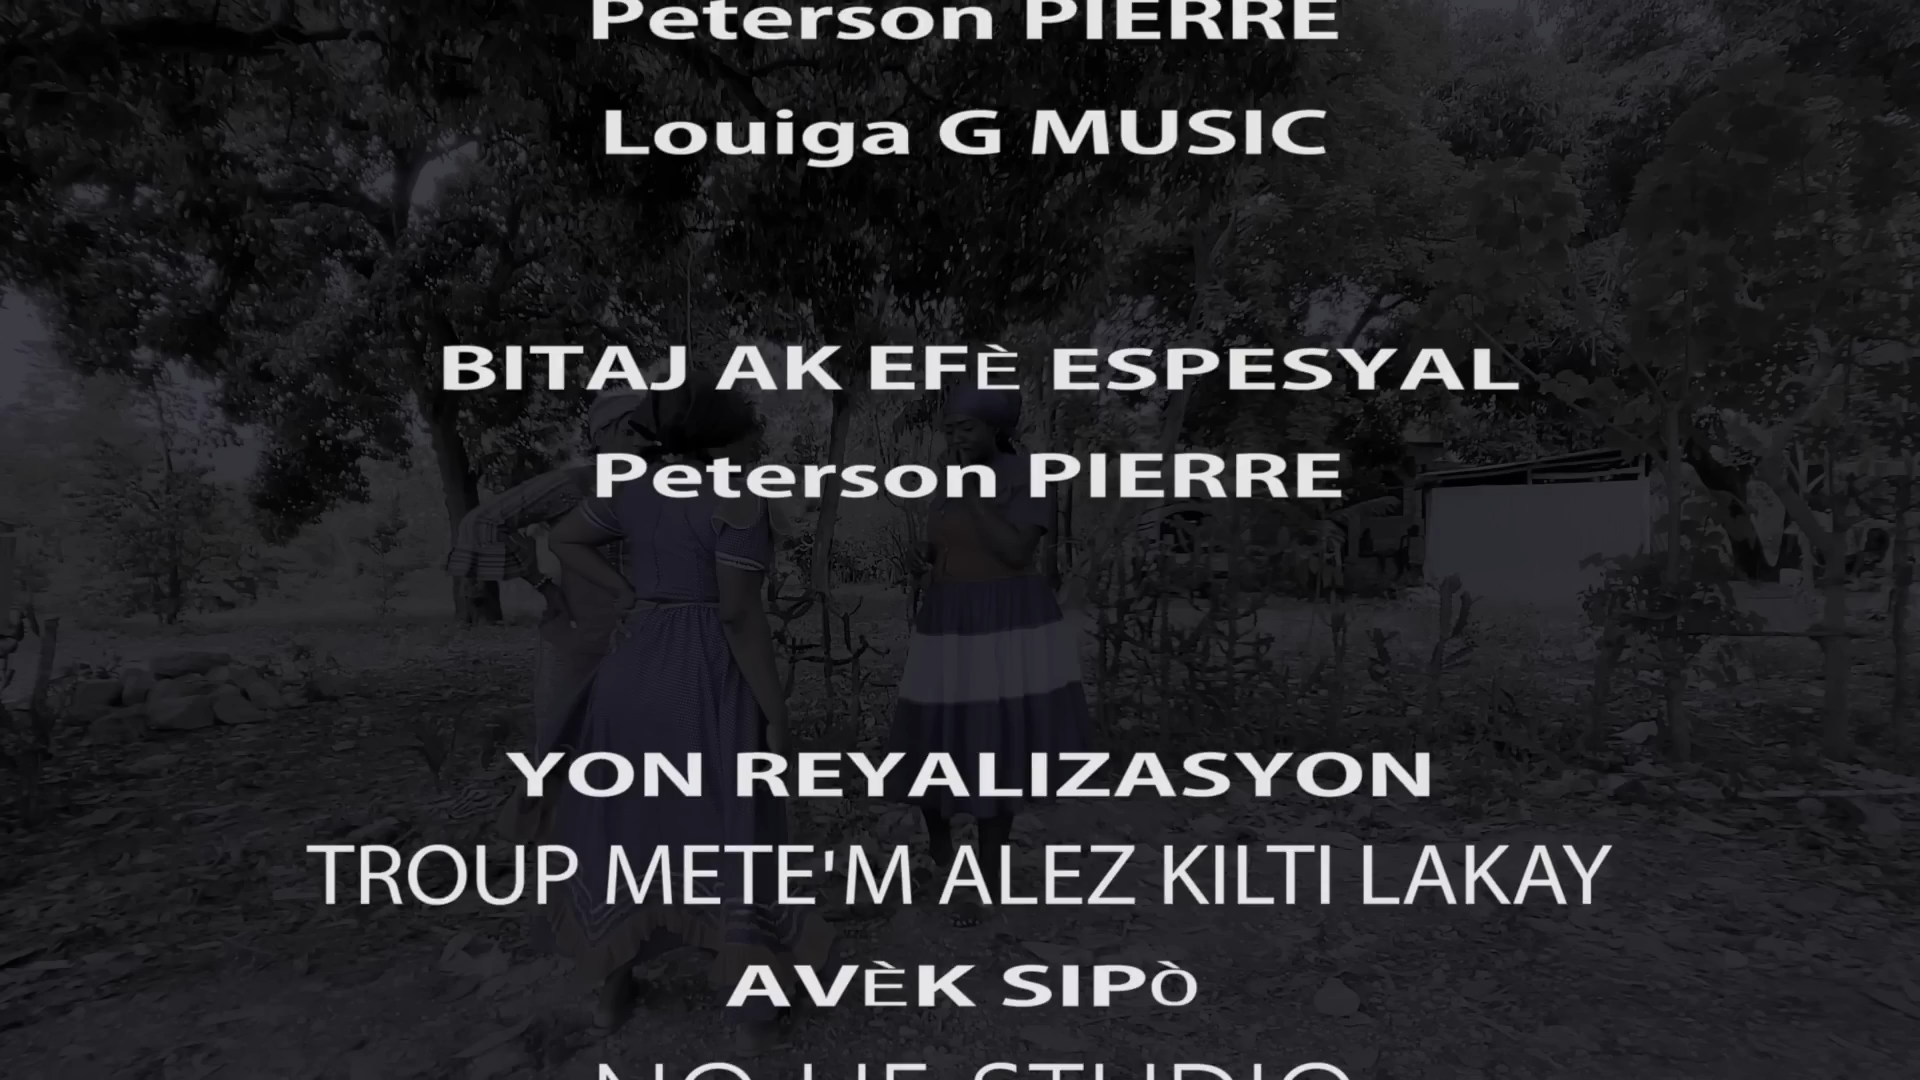 Peterson PIERRE
Louiga G MUSIC
BITAJ AK EFÈ ESPESYAL
Peterson PIERRE
YON REYALIZASYON
TROUP METE'M ALEZ KILTI LAKAY
AVÈK SIPÒ
STUDIO